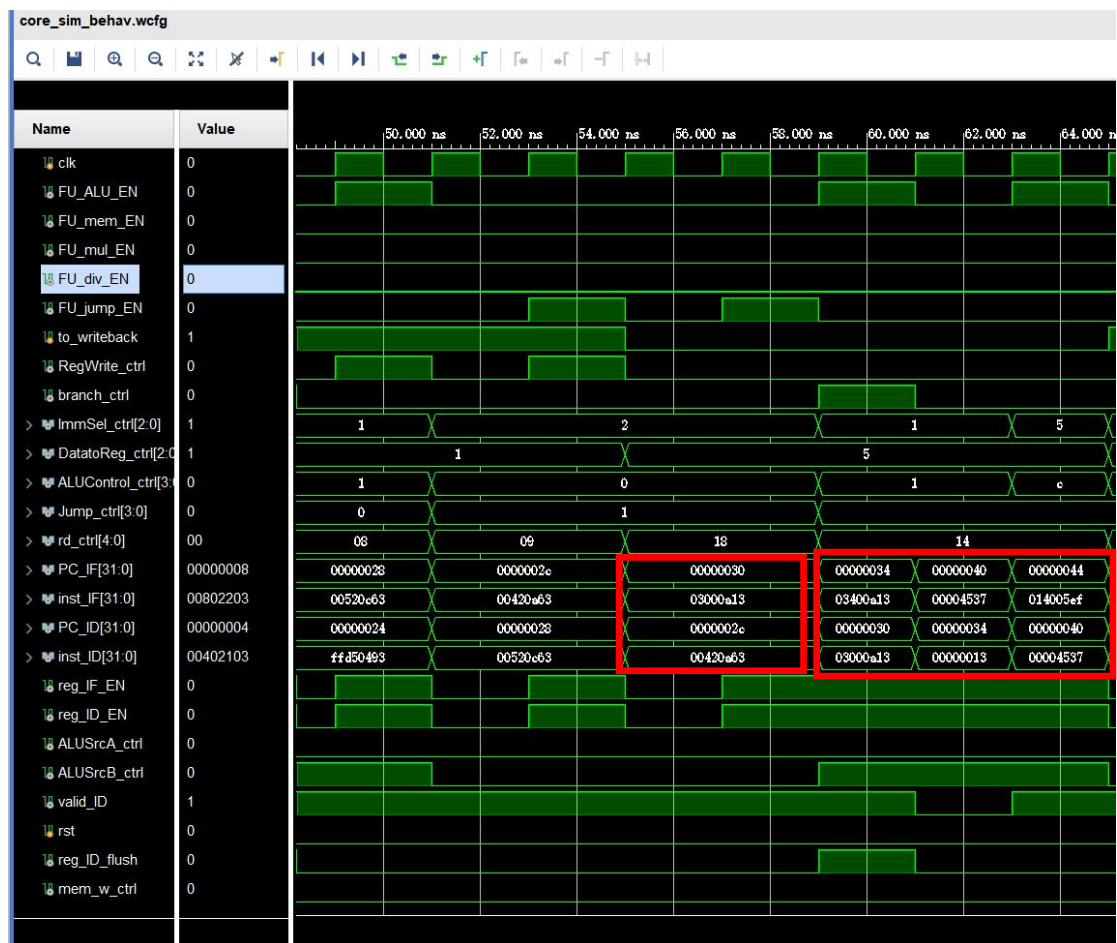 core_sim_behav.wcfg
Name Value 50.000 ns 52.000 ns 54.000 ns 56.000 ns 58.000 ns 60.000 ns 62.000 ns 64.000 n
clk 0
FU_ALU_EN 0
FU_mem_EN 0
FU_mul_EN 0
FU_div_EN 0
FU_jump_EN 0
to_writeback 1
RegWrite_ctrl 0
branch_ctrl 0
ImmSel_ctrl[2:0] 1 1 2 1 5
DatatoReg_ctrl[2:0 1 1 5
ALUControl_ctrl[3:0 0 1 0 1 c
Jump_ctrl[3:0] 0 0 1
rd_ctrl[4:0] 00 08 09 18 14
PC_IF[31:0] 00000008 00000028 0000002c 00000030 00000034 00000040 00000044
inst_IF[31:0] 00802203 00520c63 00420a63 03000a13 03400a13 00004537 014005ef
PC_ID[31:0] 00000004 00000024 00000028 0000002c 00000030 00000034 00000040
inst_ID[31:0] 00402103 ffd50493 00520c63 00420a63 03000a13 00000013 00004537
reg_IF_EN 0
reg_ID_EN 0
ALUSrcA_ctrl 0
ALUSrcB_ctrl 0
valid_ID 1
rst 0
reg_ID_flush 0
mem_w_ctrl 0